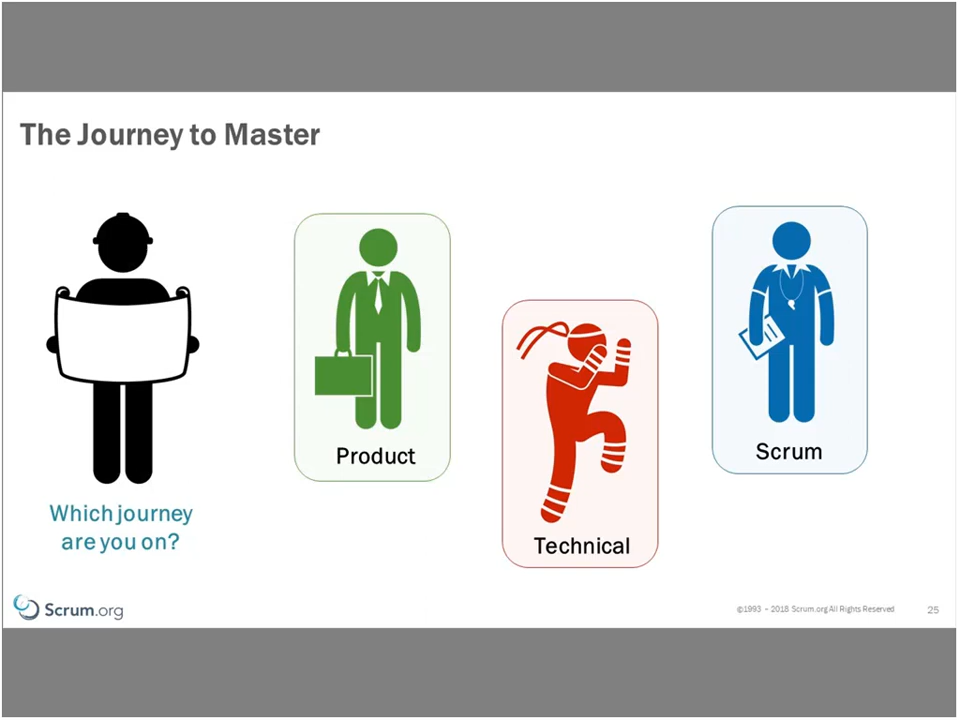 The Journey to Master
Product
Technical
Scrum
Which journey
are you on?
Scrum.org
©1993 – 2018 Scrum.org All Rights Reserved
25